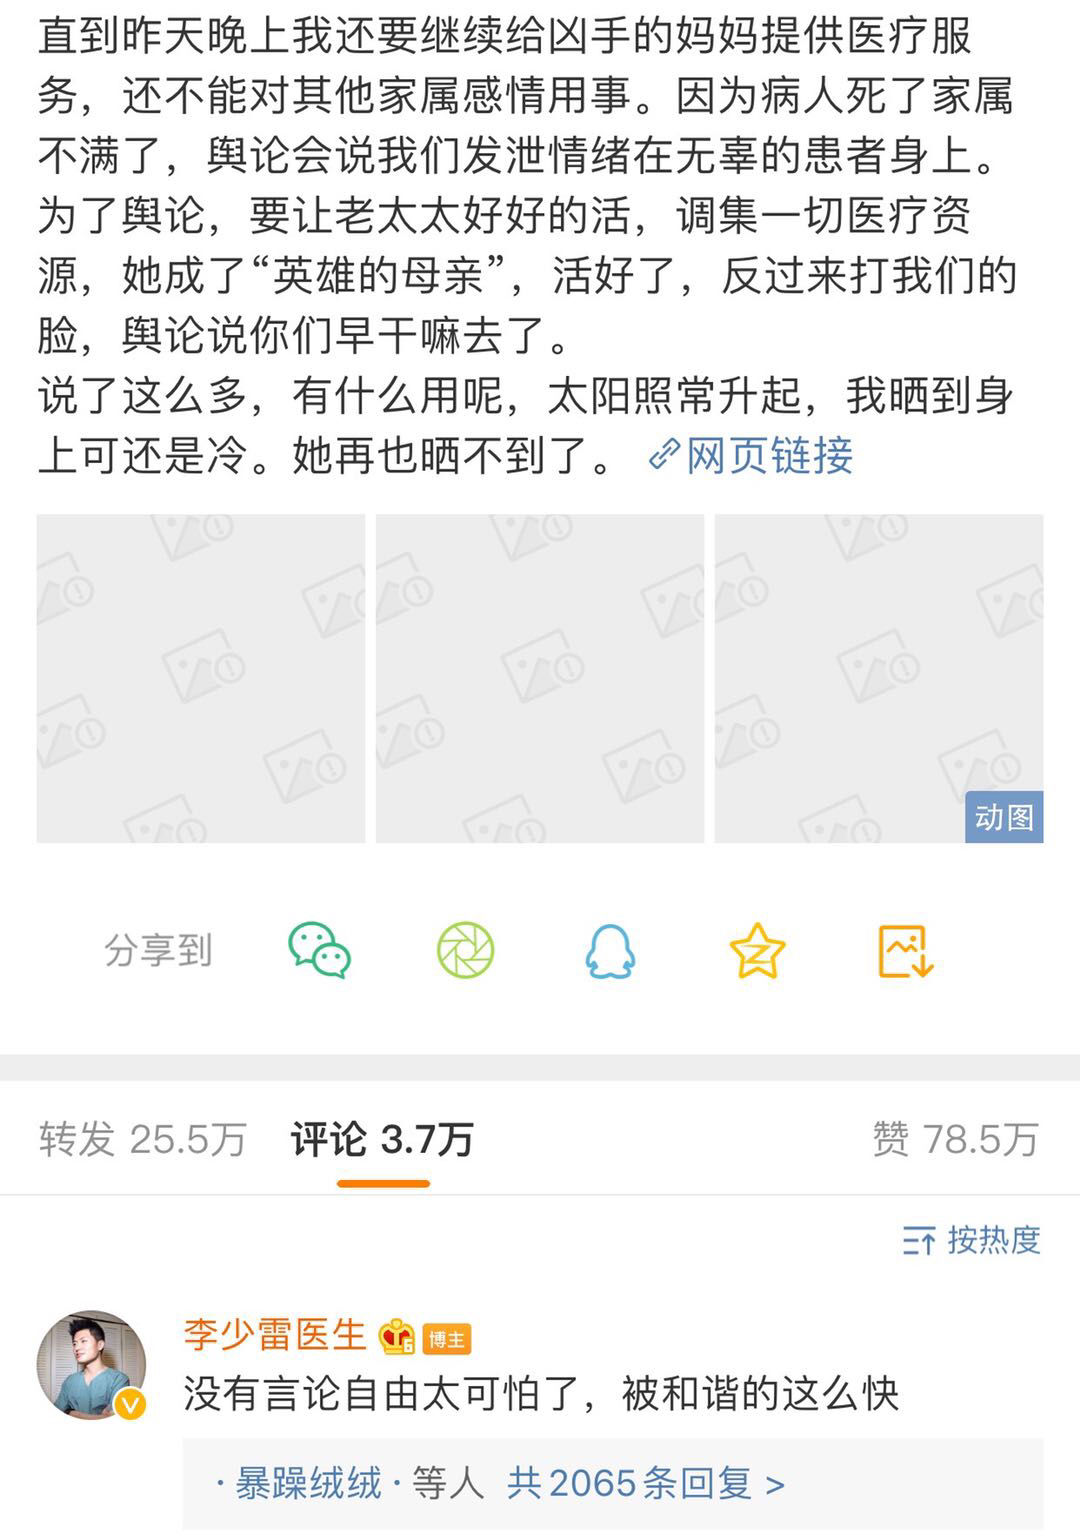 直到昨天晚上我还要继续给凶手的妈妈提供医疗服
务，还不能对其他家属感情用事。因为病人死了家属
不满了，舆论会说我们发泄情绪在无辜的患者身上。
为了舆论，要让老太太好好的活，调集一切医疗资
源，她成了“英雄的母亲”，活好了，反过来打我们的
脸，舆论说你们早干嘛去了。
说了这么多，有什么用呢，太阳照常升起，我晒到身
上可还是冷。她再也晒不到了。 网页链接
动图
分享到
转发 25.5万 评论 3.7万 赞 78.5万
按热度
李少雷医生 6 博主
没有言论自由太可怕了，被和谐的这么快
· 暴躁绒绒 · 等人 共2065条回复 >